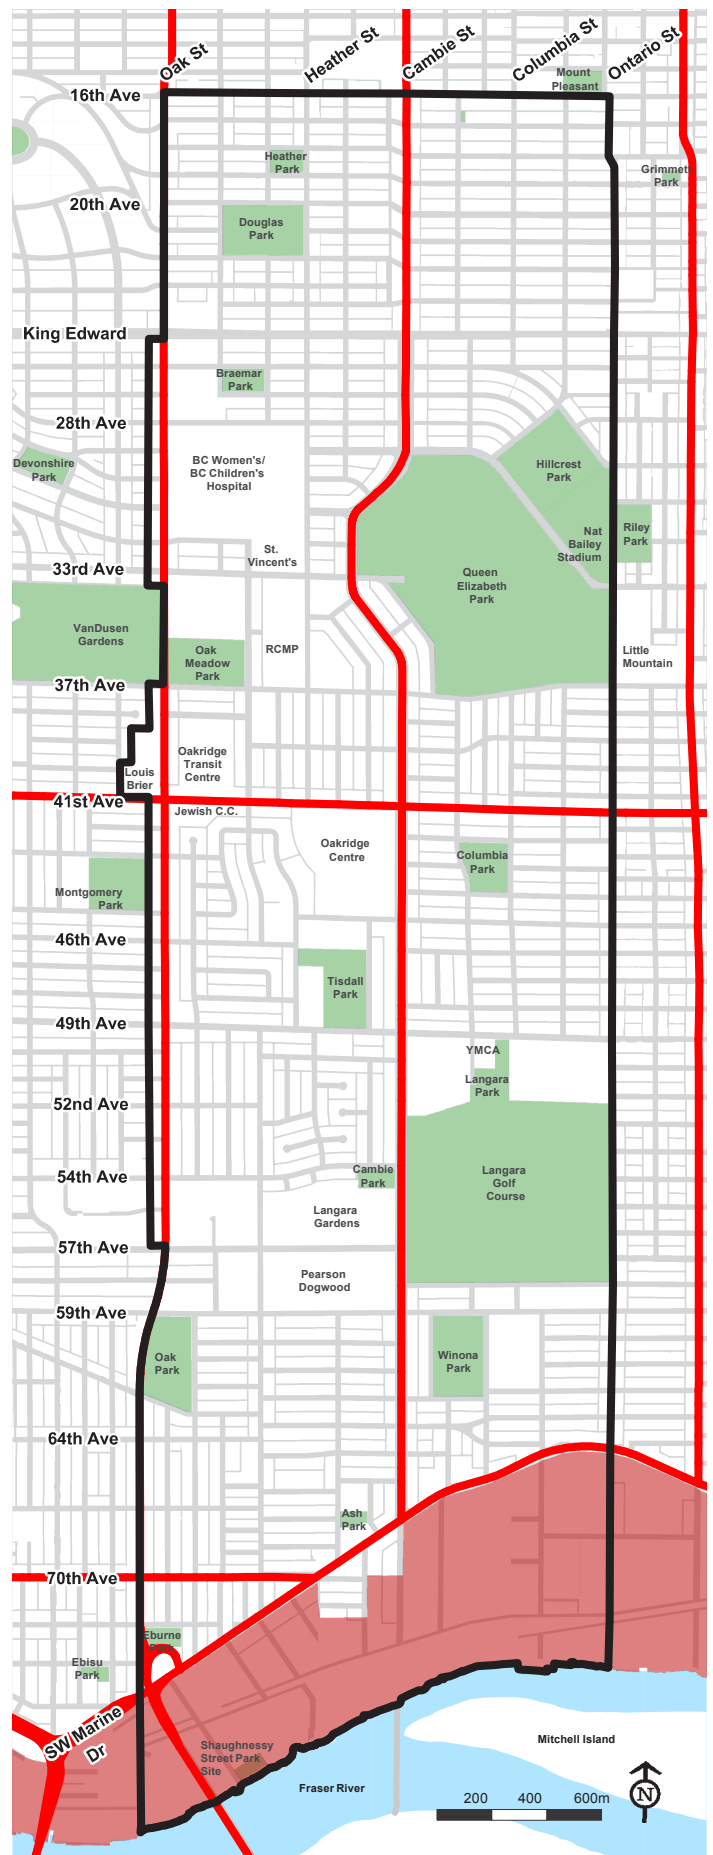 Oak St
Heather St
Cambie St
Columbia St
Ontario St
Mount
Pleasant
16th Ave
Heather
Park
Grimmett
Park
20th Ave
Douglas
Park
King Edward
Braemar
Park
28th Ave
Devonshire
Park
BC Women's/
BC Children's
Hospital
Hillcrest
Park
Nat
Bailey
Stadium
Riley
Park
St.
Vincent's
33rd Ave
Queen
Elizabeth
Park
VanDusen
Gardens
Oak
Meadow
Park
RCMP
Little
Mountain
37th Ave
Oakridge
Transit
Centre
Louis
Brier
41st Ave
Jewish C.C.
Oakridge
Centre
Columbia
Park
Montgomery
Park
46th Ave
Tisdall
Park
49th Ave
YMCA
Langara
Park
52nd Ave
54th Ave
Cambie
Park
Langara
Golf
Course
Langara
Gardens
57th Ave
Pearson
Dogwood
59th Ave
Oak
Park
Winona
Park
64th Ave
Ash
Park
70th Ave
Eburne
Park
Ebisu
Park
SW Marine
Dr
Shaughnessy
Street Park
Site
Mitchell Island
Fraser River
200 400 600m
N